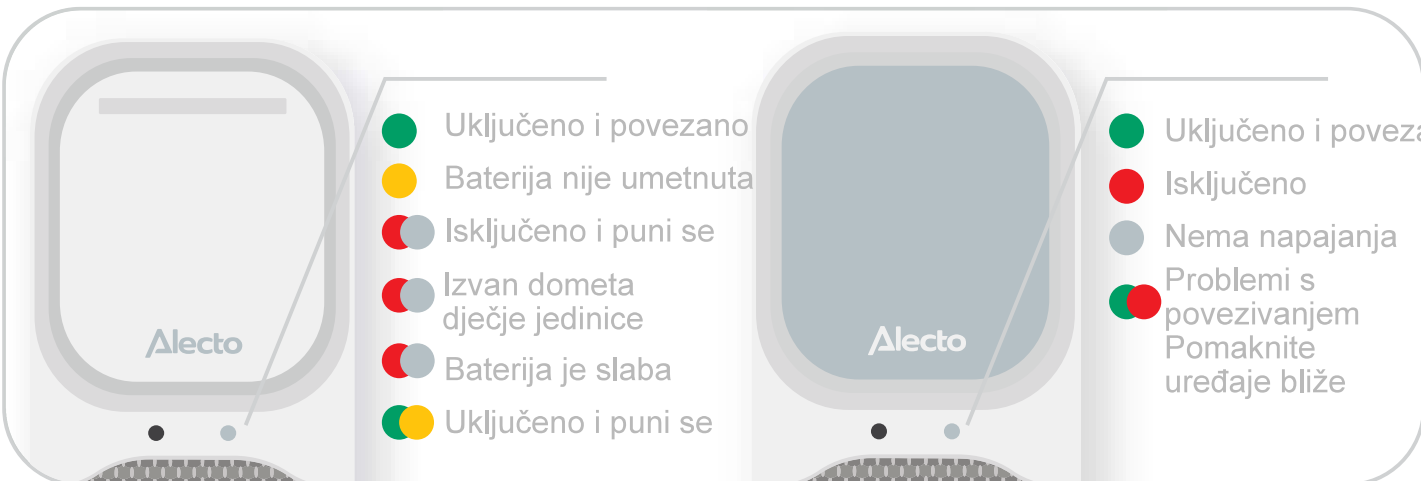 Uključeno i povezano
Baterija nije umetnuta
Isključeno i puni se
Izvan dometa
dječje jedinice
Baterija je slaba
Uključeno i puni se
Alecto
Uključeno i poveza
Isključeno
Nema napajanja
Problemi s
povezivanjem
Pomaknite
uređaje bliže
Alecto